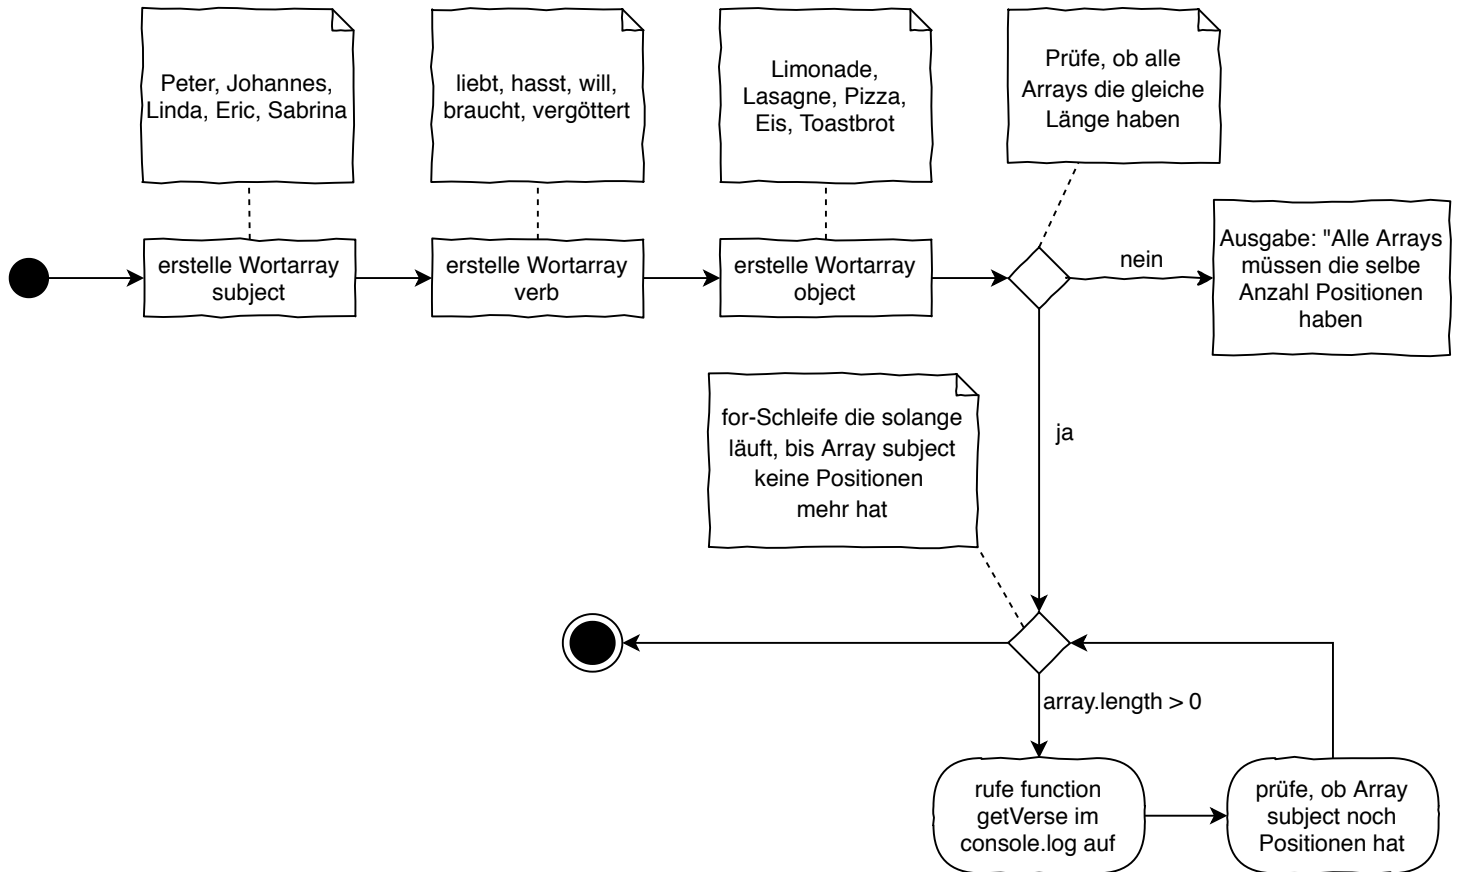 Peter, Johannes,
Linda, Eric, Sabrina
liebt, hasst, will,
braucht, vergöttert
Limonade,
Lasagne, Pizza,
Eis, Toastbrot
Prüfe, ob alle
Arrays die gleiche
Länge haben
erstelle Wortarray
subject
erstelle Wortarray
verb
erstelle Wortarray
object
nein
Ausgabe: "Alle Arrays
müssen die selbe
Anzahl Positionen
haben
ja
for-Schleife die solange
läuft, bis Array subject
keine Positionen
mehr hat
array.length > 0
rufe function
getVerse im
console.log auf
prüfe, ob Array
subject noch
Positionen hat